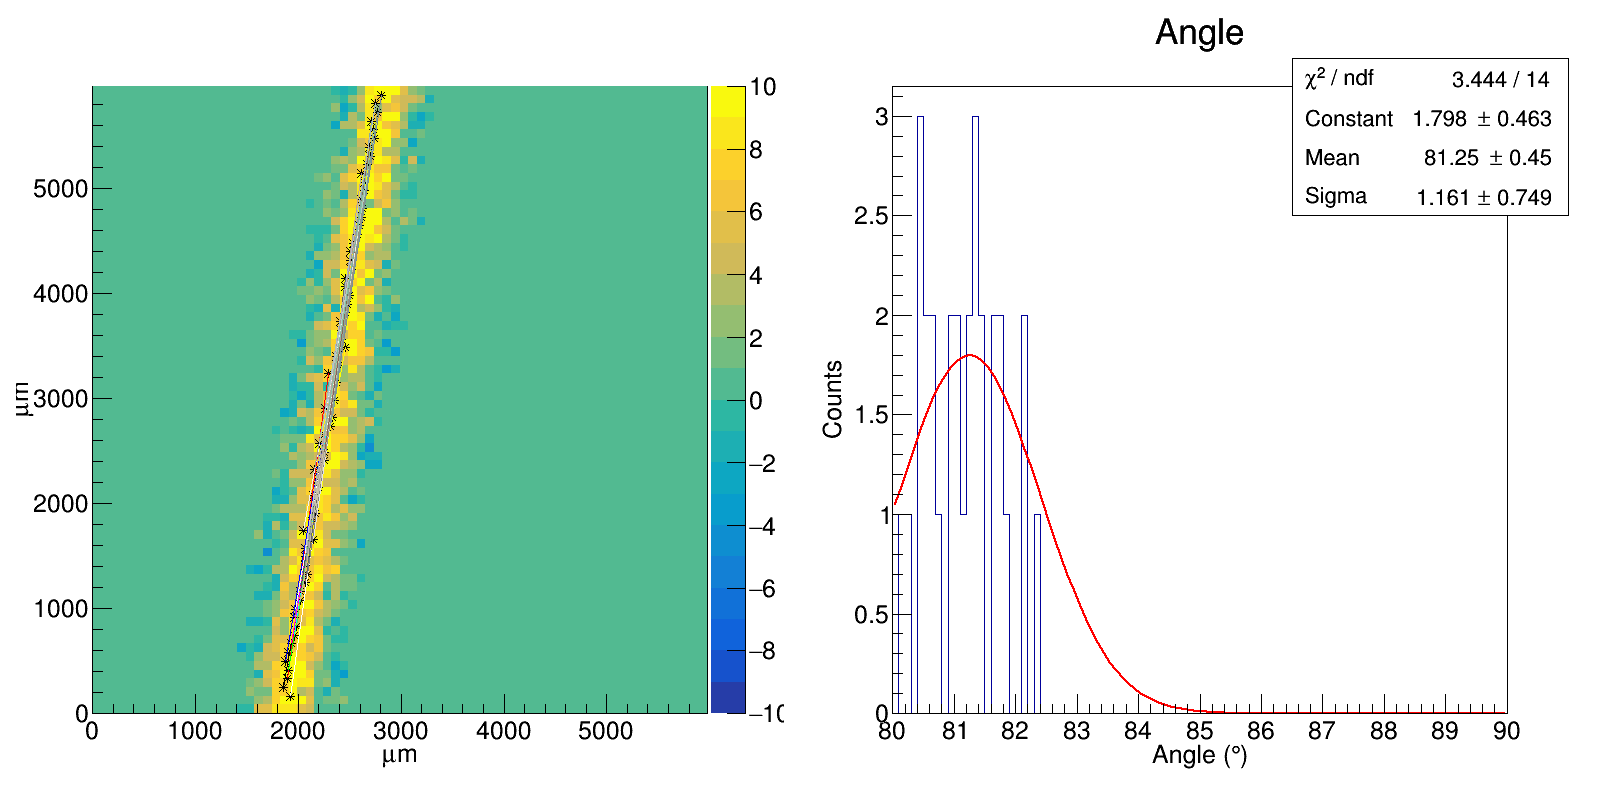 Angle
χ² / ndf 3.444 / 14
Constant 1.798 ± 0.463
Mean 81.25 ± 0.45
Sigma 1.161 ± 0.749
μm
5000
4000
3000
2000
1000
0
0 1000 2000 3000 4000 5000
μm
10
8
6
4
2
0
−2
−4
−6
−8
−10
Counts
3
2.5
2
1.5
1
0.5
0
80 81 82 83 84 85 86 87 88 89 90
Angle (°)